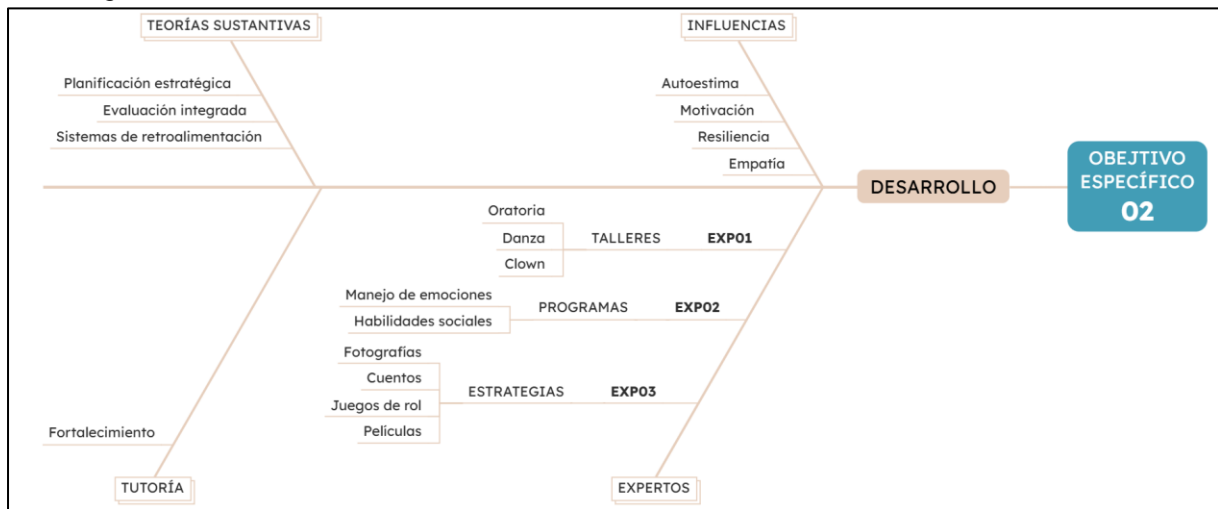 TEORÍAS SUSTANTIVAS
Planificación estratégica
Evaluación integrada
Sistemas de retroalimentación
INFLUENCIAS
Autoestima
Motivación
Resiliencia
Empatía
DESARROLLO
OBEJTIVO
ESPECÍFICO
02
Oratoria
Danza
Clown
TALLERES
EXP01
Manejo de emociones
Habilidades sociales
PROGRAMAS
EXP02
Fotografías
Cuentos
Juegos de rol
Películas
ESTRATEGIAS
EXP03
Fortalecimiento
TUTORÍA
EXPERTOS